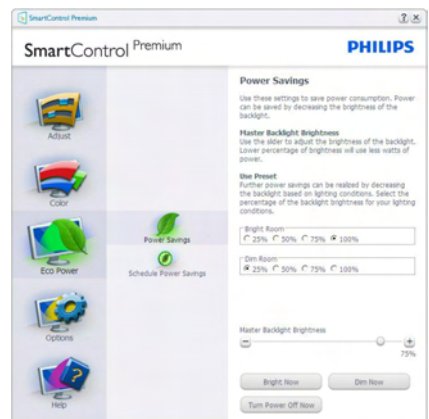 SmartControl Premium
SmartControl Premium
PHILIPS
Adjust
Color
Eco Power
Options
Help
Power Savings
Schedule Power Savings
Power Savings
Use these settings to save power consumption. Power
can be saved by decreasing the brightness of the
backlight.
Master Backlight Brightness
Use the slider to adjust the brightness of the backlight.
Lower percentage of brightness will use less watts of
power.
Use Preset
Further power savings can be realized by decreasing
the backlight based on lighting conditions. Select the
percentage of the backlight brightness for your lighting
conditions.
Bright Room
25% 50% 75% 100%
Dim Room
25% 50% 75% 100%
Master Backlight Brightness
75%
Bright Now Dim Now
Turn Power Off Now